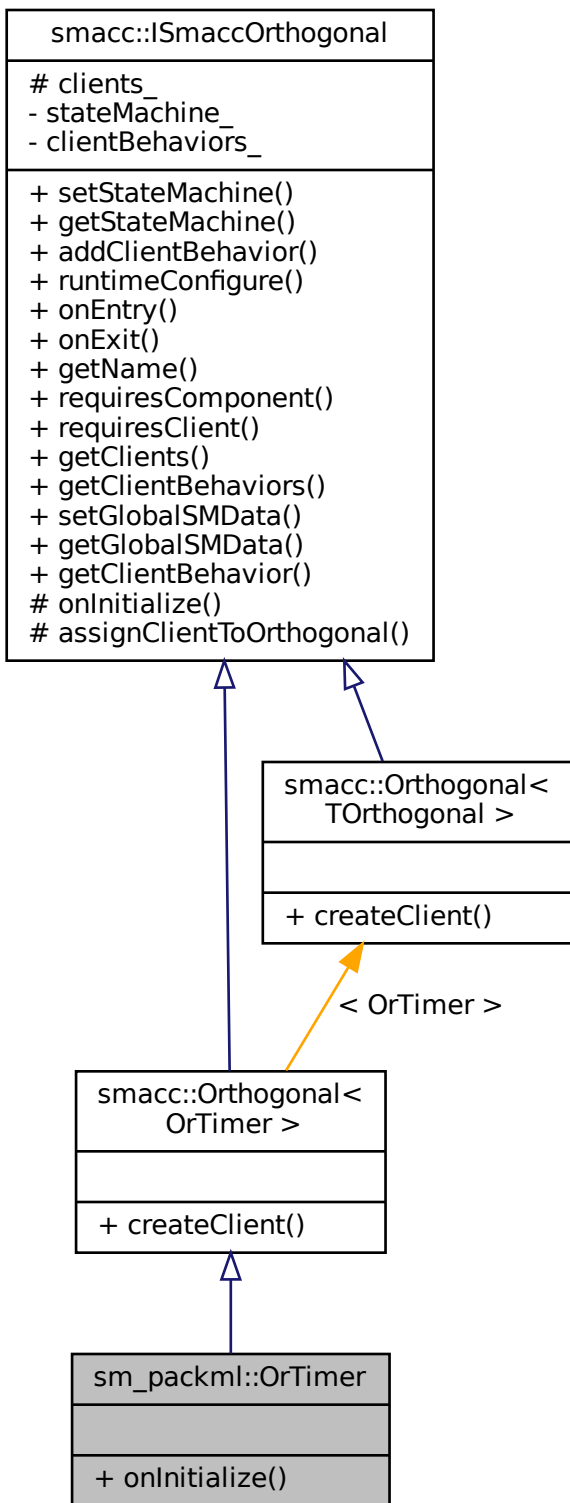 smacc::ISmaccOrthogonal
# clients_
- stateMachine_
- clientBehaviors_
+ setStateMachine()
+ getStateMachine()
+ addClientBehavior()
+ runtimeConfigure()
+ onEntry()
+ onExit()
+ getName()
+ requiresComponent()
+ requiresClient()
+ getClients()
+ getClientBehaviors()
+ setGlobalSMData()
+ getGlobalSMData()
+ getClientBehavior()
# onInitialize()
# assignClientToOrthogonal()
smacc::Orthogonal<
TOrthogonal >
+ createClient()
< OrTimer >
smacc::Orthogonal<
OrTimer >
+ createClient()
sm_packml::OrTimer
+ onInitialize()